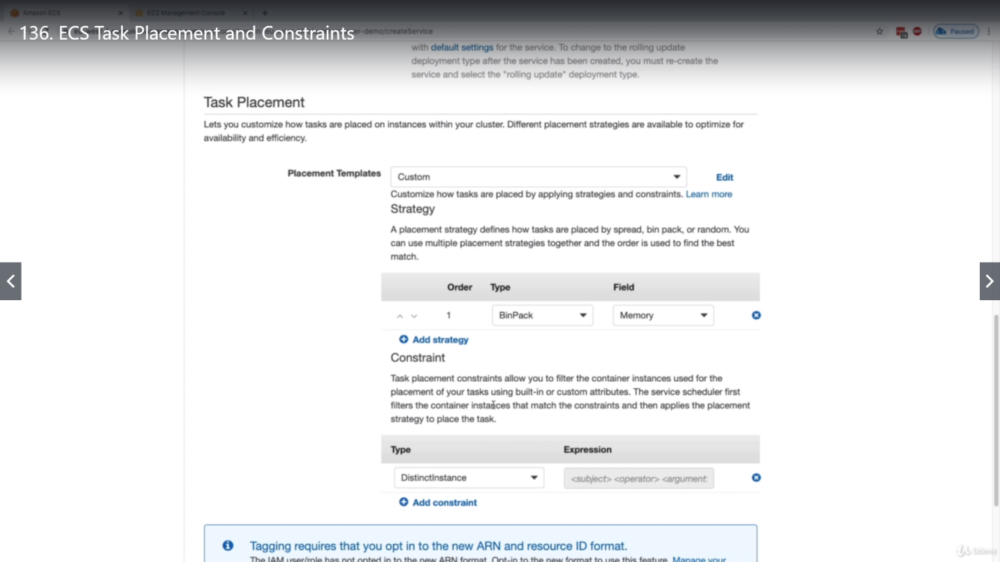 Amazon ECS
EC2 Management Console
136. ECS Task Placement and Constraints
er-demo/createService
Paused
with default settings for the service. To change to the rolling update
deployment type after the service has been created, you must re-create the
service and select the "rolling update" deployment type.
Task Placement
Lets you customize how tasks are placed on instances within your cluster. Different placement strategies are available to optimize for
availability and efficiency.
Placement Templates
Custom
Edit
Customize how tasks are placed by applying strategies and constraints. Learn more
Strategy
A placement strategy defines how tasks are placed by spread, bin pack, or random. You
can use multiple placement strategies together and the order is used to find the best
match.
Order Type Field
1 BinPack Memory
Add strategy
Constraint
Task placement constraints allow you to filter the container instances used for the
placement of your tasks using built-in or custom attributes. The service scheduler first
filters the container instances that match the constraints and then applies the placement
strategy to place the task.
Type Expression
DistinctInstance <subject> <operator> <argument:
Add constraint
Tagging requires that you opt in to the new ARN and resource ID format.
The IAM user/role has not opted in to the new ARN format. Opt-in to the new format to use this feature. Manage your
Udemy